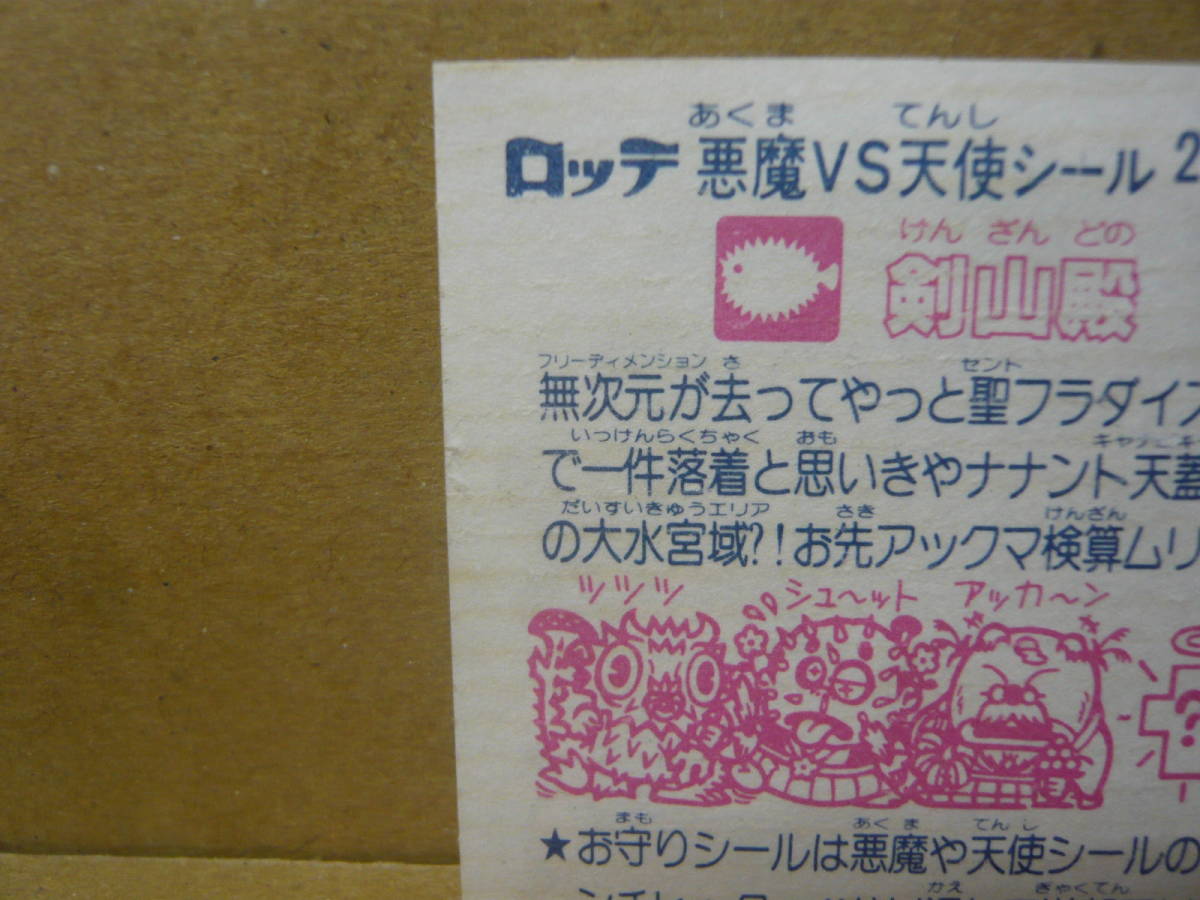 あくま てんし
ロッテ 悪魔VS天使シール 2
けん ざん どの
剣山殿
フリーディメンション さ セント
無次元が去ってやっと聖フラダイス
いっけんらくちゃく おも
で一件落着と思いきやナナント天蓋
だいすいきゅうエリア さき けんざん
の大水宮域?!お先アックマ検算ムリ
ツツツ シュ〜ット アッカ〜ン
?
まも あくま てんし
★お守りシールは悪魔や天使シールの
かえ ぎゃくてん